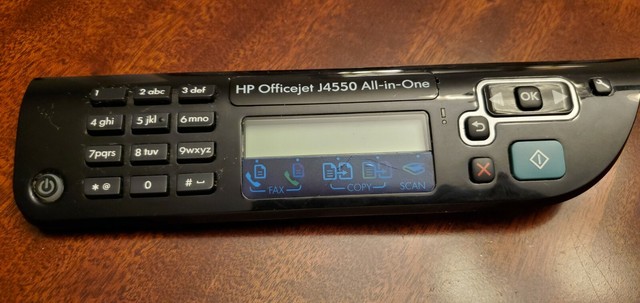 HP Officejet J4550 All-in-One
1
2 abc
3 def
4 ghi
5 jkl
6 mno
7pqrs
8 tuv
9wxyz
* @
0
#
FAX
COPY
SCAN
OK